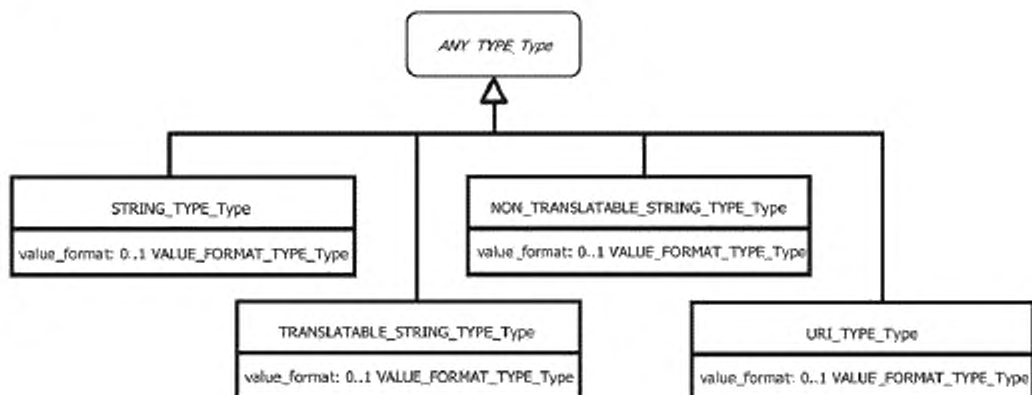 ANY_TYPE_Type
STRING_TYPE_Type
value_format: 0..1 VALUE_FORMAT_TYPE_Type
NON_TRANSLATABLE_STRING_TYPE_Type
value_format: 0..1 VALUE_FORMAT_TYPE_Type
TRANSLATABLE_STRING_TYPE_Type
value_format: 0..1 VALUE_FORMAT_TYPE_Type
URI_TYPE_Type
value_format: 0..1 VALUE_FORMAT_TYPE_Type